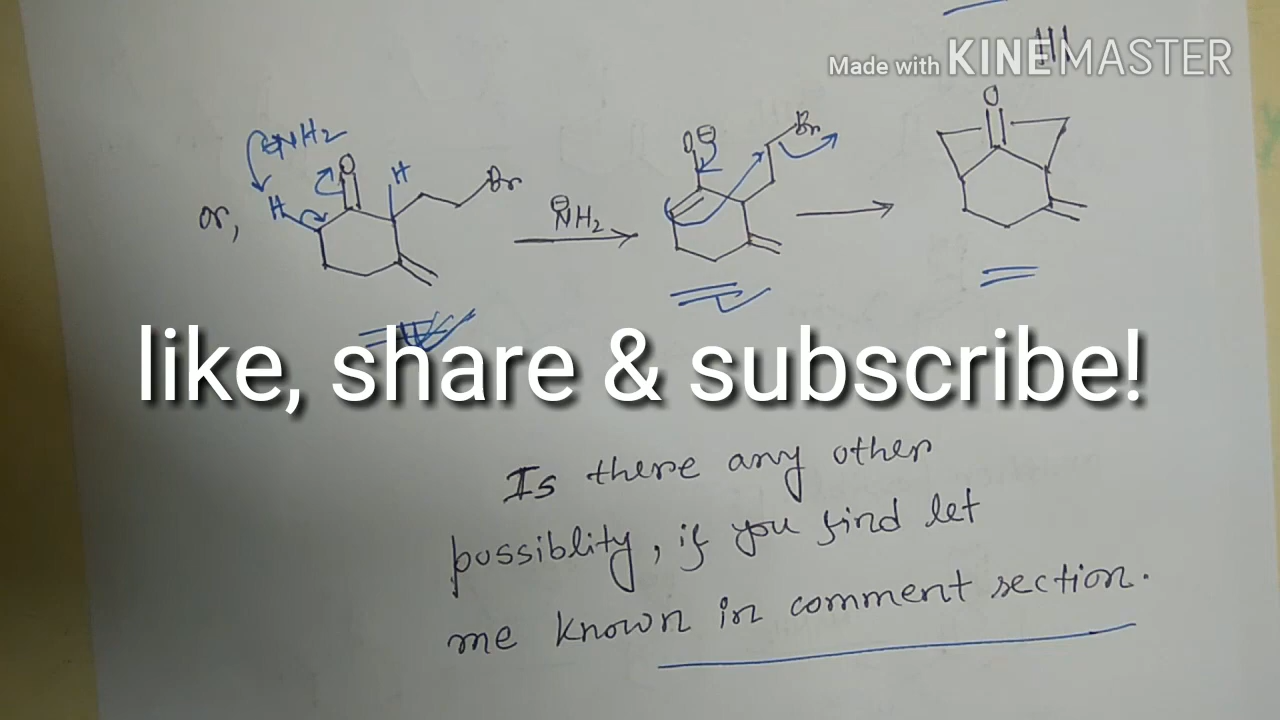 HI
Made with KINEMASTER
NH2
O
H
Br
H
or,
NH2
O
Br
O
like, share & subscribe!
Is there any other
possiblity, if you find let
me known in comment section.